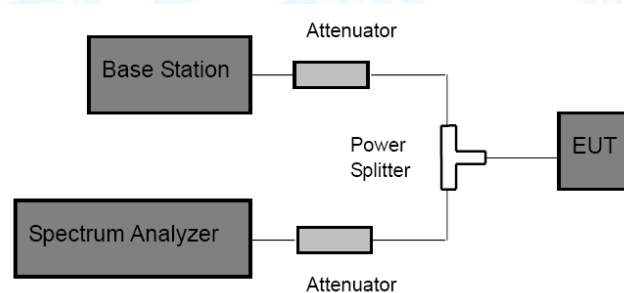 Attenuator
Base Station
Power
Splitter
EUT
Spectrum Analyzer
Attenuator